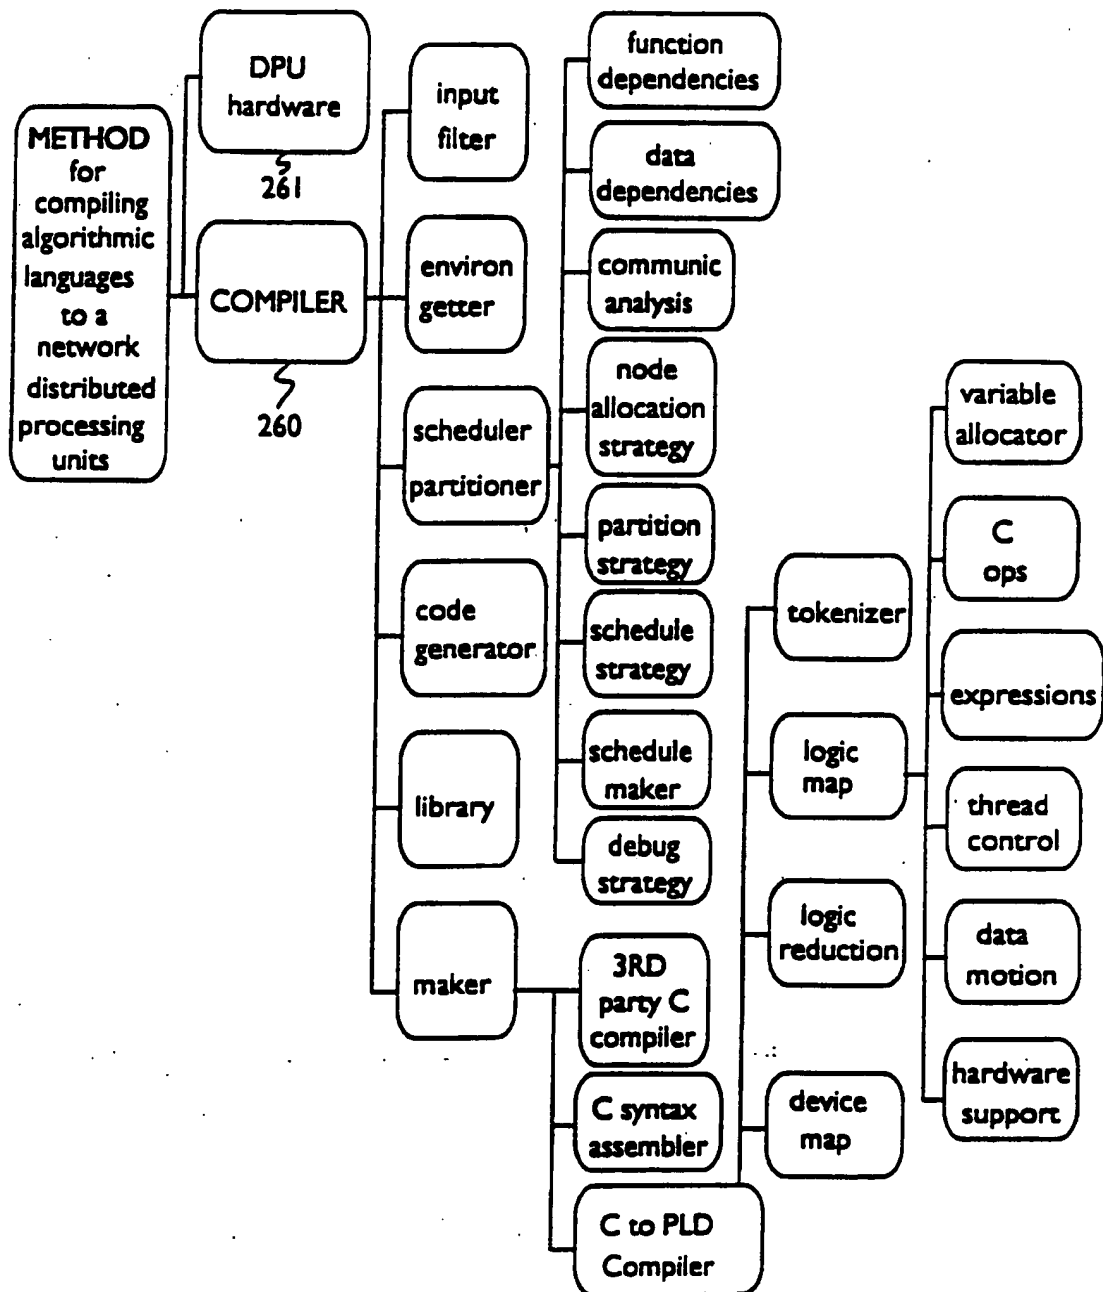 METHOD
for
compiling
algorithmic
languages
to a
network
distributed
processing
units
DPU
hardware
261
COMPILER
260
input
filter
environ
getter
scheduler
partitioner
code
generator
library
maker
function
dependencies
data
dependencies
communic
analysis
node
allocation
strategy
partition
strategy
schedule
strategy
schedule
maker
debug
strategy
3RD
party C
compiler
C syntax
assembler
C to PLD
Compiler
tokenizer
logic
map
logic
reduction
device
map
variable
allocator
C
ops
expressions
thread
control
data
motion
hardware
support